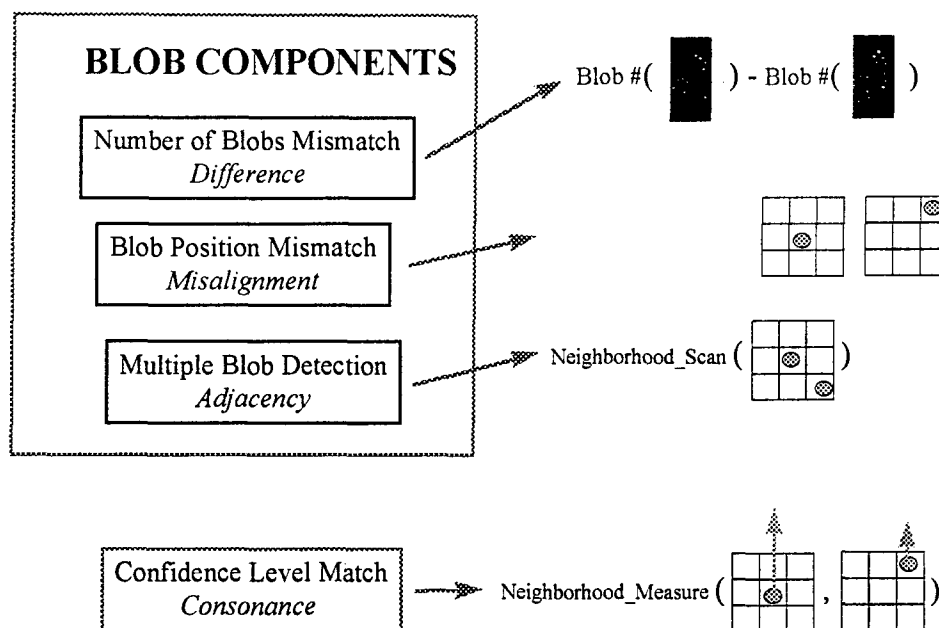 BLOB COMPONENTS
Blob #( ) - Blob #( )
Number of Blobs Mismatch
Difference
Blob Position Mismatch
Misalignment
Multiple Blob Detection
Adjacency
Neighborhood_Scan ( )
Confidence Level Match
Consonance
Neighborhood_Measure ( , )